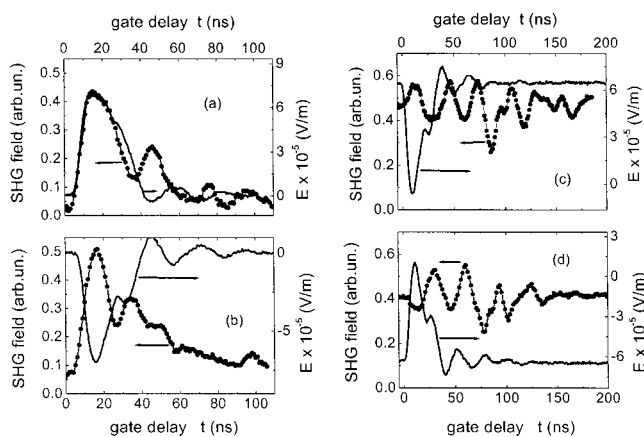 gate delay t (ns)
0 20 40 60 80 100
0.5
0.4
0.3
0.2
0.1
0.0
SHG field (arb.un.)
(a)
9
6
3
0
E x 10⁻⁵ (V/m)
0.5
0.4
0.3
0.2
0.1
0.0
SHG field (arb.un.)
(b)
0
-7
E x 10⁻⁵ (V/m)
0 20 40 60 80 100
gate delay t (ns)
gate delay t (ns)
0 50 100 150 200
0.6
0.4
0.2
0.0
SHG field (arb.un.)
(c)
6
3
0
E x 10⁻⁵ (V/m)
0.6
0.4
0.2
0.0
SHG field (arb.un.)
(d)
3
0
-3
-6
E x 10⁻⁵ (V/m)
0 50 100 150 200
gate delay t (ns)